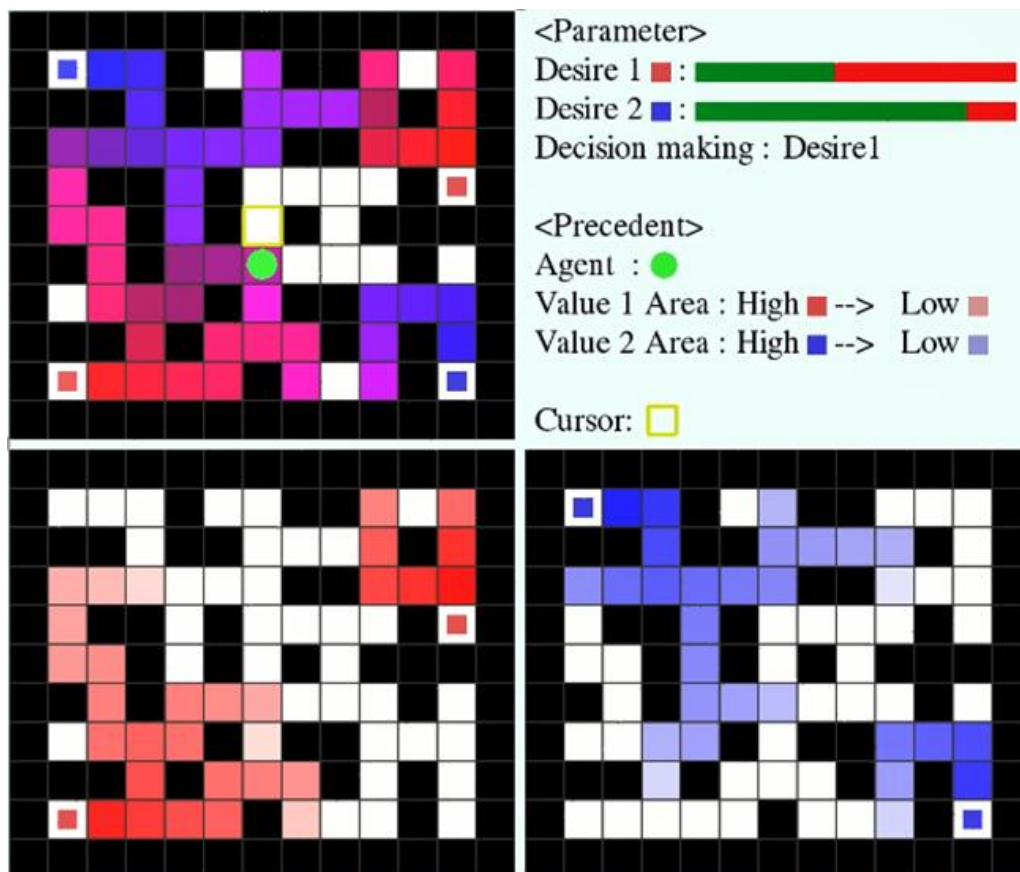 <Parameter>
Desire 1 :
Desire 2 :
Decision making : Desire1
<Precedent>
Agent :
Value 1 Area : High --> Low
Value 2 Area : High --> Low
Cursor: